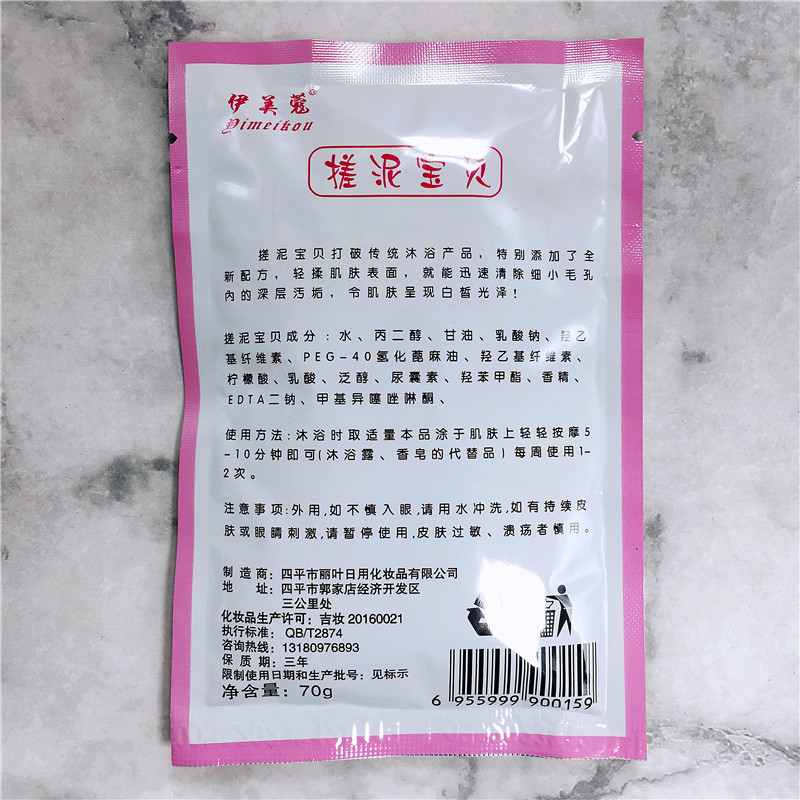 伊美蔻®
Yimeikou
搓泥宝贝
搓泥宝贝打破传统沐浴产品，特别添加了全
新配方，轻揉肌肤表面，就能迅速清除细小毛孔
内的深层污垢，令肌肤呈现白皙光泽！
搓泥宝贝成分：水、丙二醇、甘油、乳酸钠、羟乙
基纤维素、PEG-40氢化蓖麻油、羟乙基纤维素、
柠檬酸、乳酸、泛醇、尿囊素、羟苯甲酯、香精、
EDTA二钠、甲基异噻唑啉酮、
使用方法:沐浴时取适量本品涂于肌肤上轻轻按摩5
-10分钟即可(沐浴露、香皂的代替品)每周使用1-
2次。
注意事项:外用,如不慎入眼,请用水冲洗,如有持续皮
肤或眼睛刺激,请暂停使用,皮肤过敏、溃疡者慎用。
制造商：四平市丽叶日用化妆品有限公司
地址：四平市郭家店经济开发区
三公里处
化妆品生产许可：吉妆 20160021
执行标准：QB/T2874
咨询热线：13180976893
保质期：三年
限制使用日期和生产批号：见标示
净含量：70g
6 955999 900159